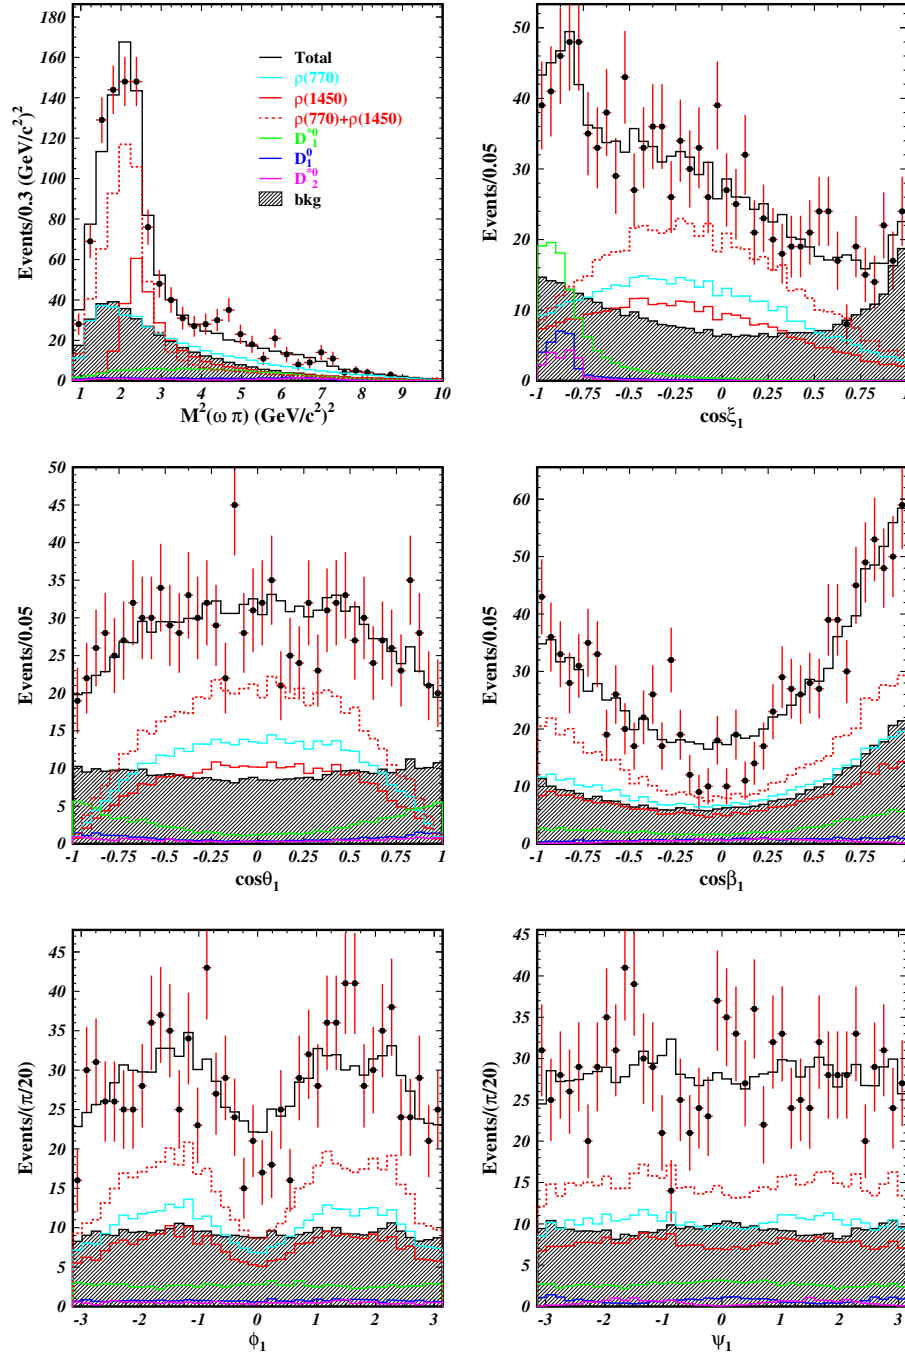 Events/0.3 (GeV/c²)²
180
160
140
120
100
80
60
40
20
0
Total
ρ(770)
ρ(1450)
ρ(770)+ρ(1450)
D*⁰₁
D⁰₁
D*⁰₂
bkg
1 2 3 4 5 6 7 8 9 10
M²(ω π) (GeV/c²)²
Events/0.05
50
40
30
20
10
0
-1 -0.75 -0.5 -0.25 0 0.25 0.5 0.75 1
cosξ₁
Events/0.05
50
45
40
35
30
25
20
15
10
5
0
-1 -0.75 -0.5 -0.25 0 0.25 0.5 0.75 1
cosθ₁
Events/0.05
60
50
40
30
20
10
0
-1 -0.75 -0.5 -0.25 0 0.25 0.5 0.75 1
cosβ₁
Events/(π/20)
45
40
35
30
25
20
15
10
5
0
-3 -2 -1 0 1 2 3
ϕ₁
Events/(π/20)
45
40
35
30
25
20
15
10
5
0
-3 -2 -1 0 1 2 3
ψ₁